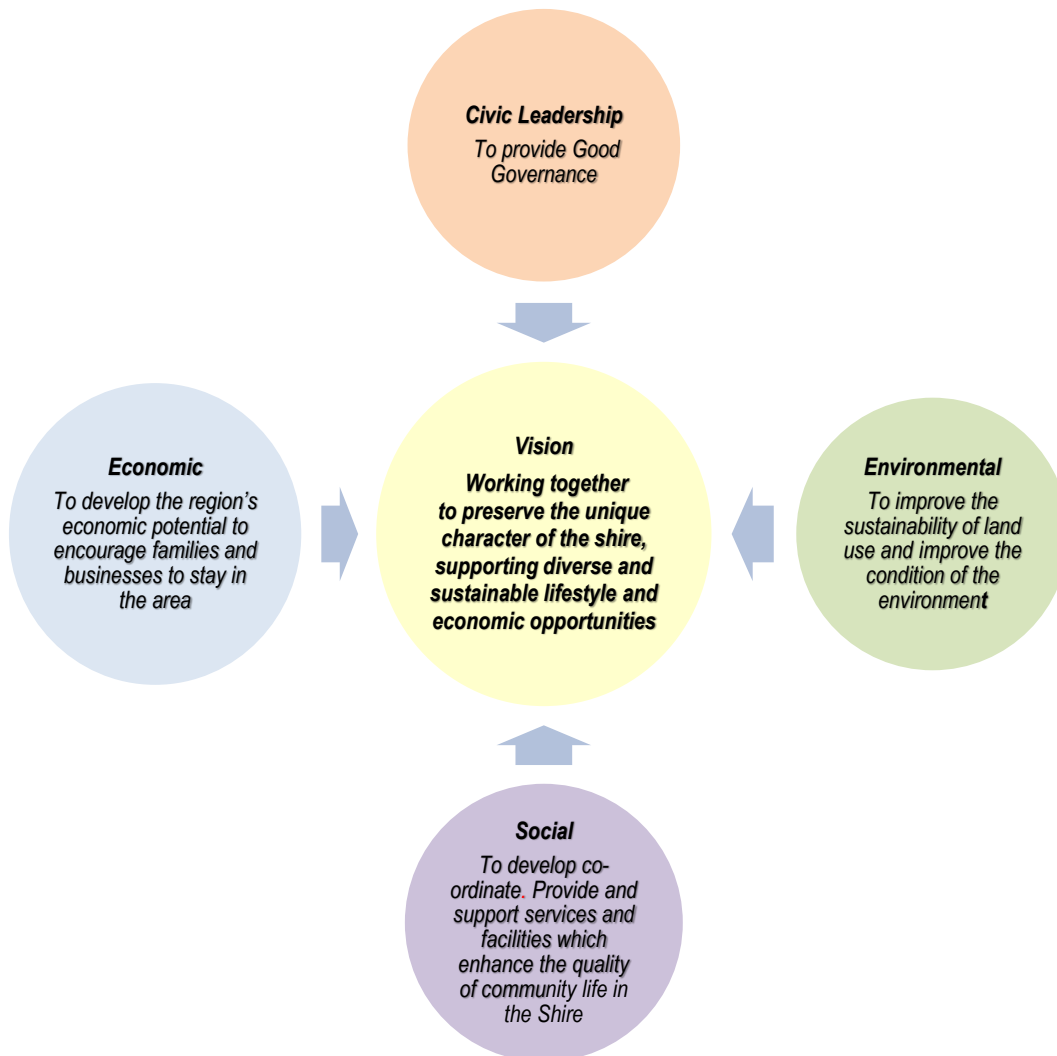 Civic Leadership
To provide Good
Governance
Economic
To develop the region's
economic potential to
encourage families and
businesses to stay in
the area
Vision
Working together
to preserve the unique
character of the shire,
supporting diverse and
sustainable lifestyle and
economic opportunities
Environmental
To improve the
sustainability of land
use and improve the
condition of the
environment
Social
To develop co-
ordinate. Provide and
support services and
facilities which
enhance the quality
of community life in
the Shire